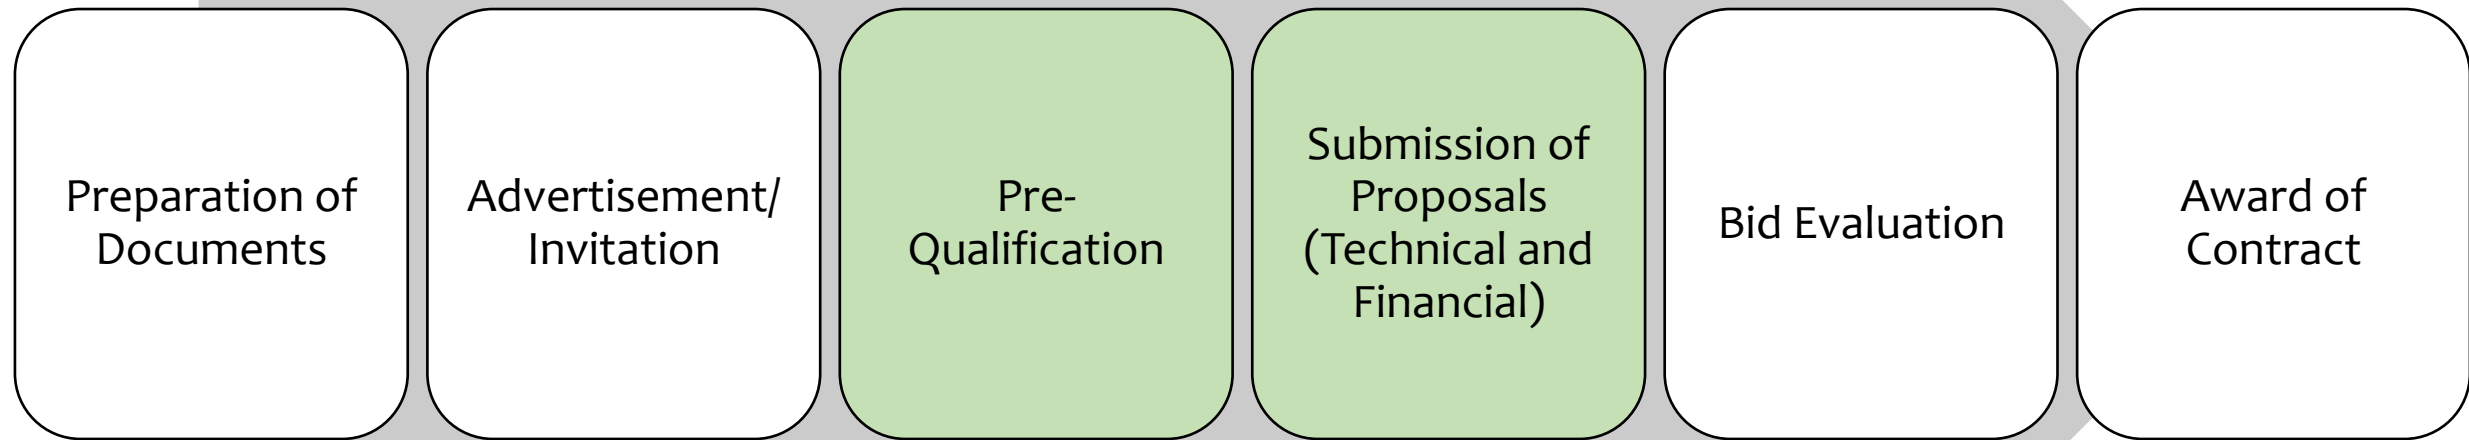 Preparation of
Documents
Advertisement/
Invitation
Pre-
Qualification
Submission of
Proposals
(Technical and
Financial)
Bid Evaluation
Award of
Contract